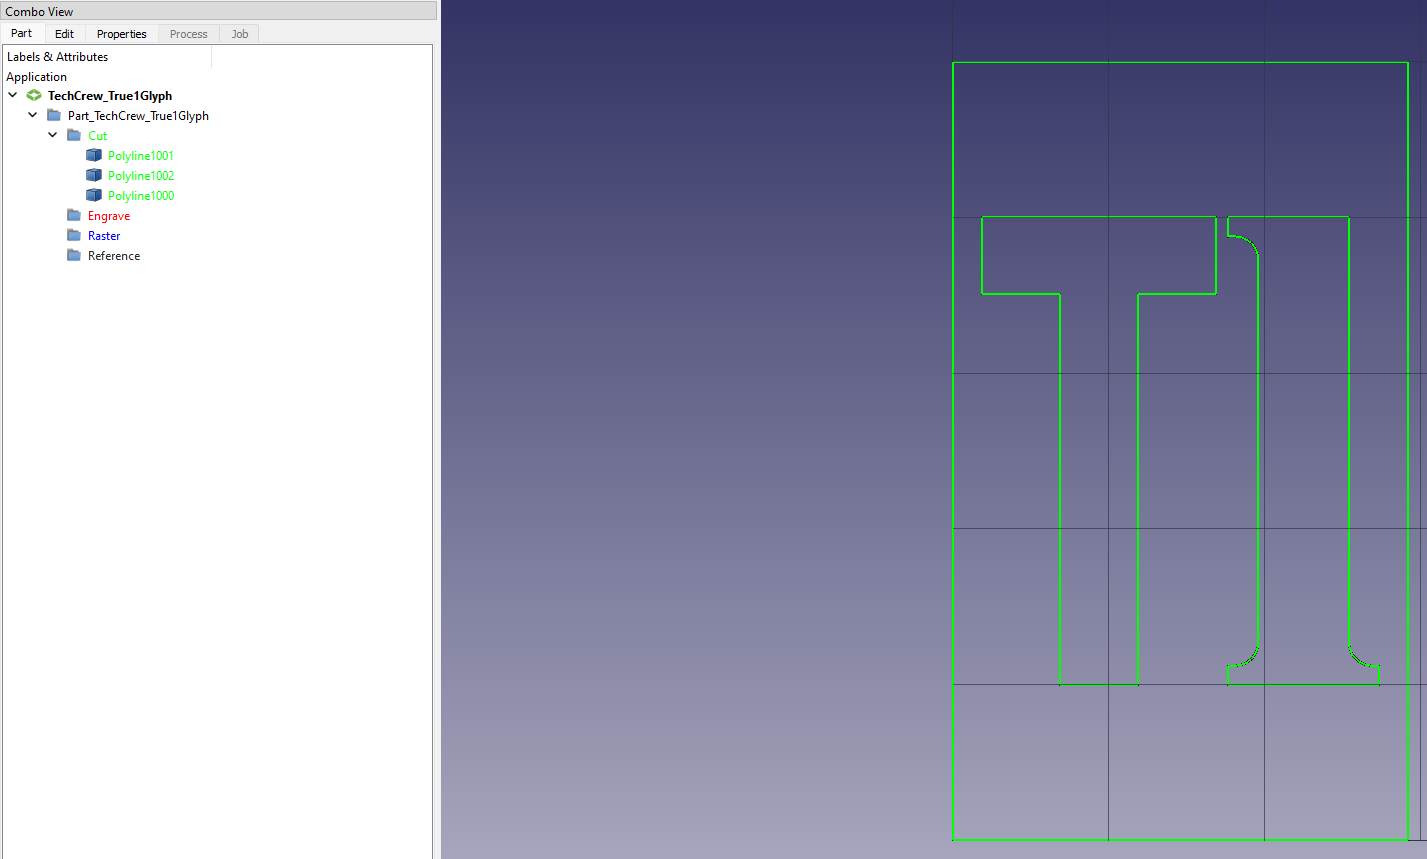 Combo View
Part Edit Properties Process Job
Labels & Attributes
Application
TechCrew_True1Glyph
Part_TechCrew_True1Glyph
Cut
Polyline1001
Polyline1002
Polyline1000
Engrave
Raster
Reference
T1